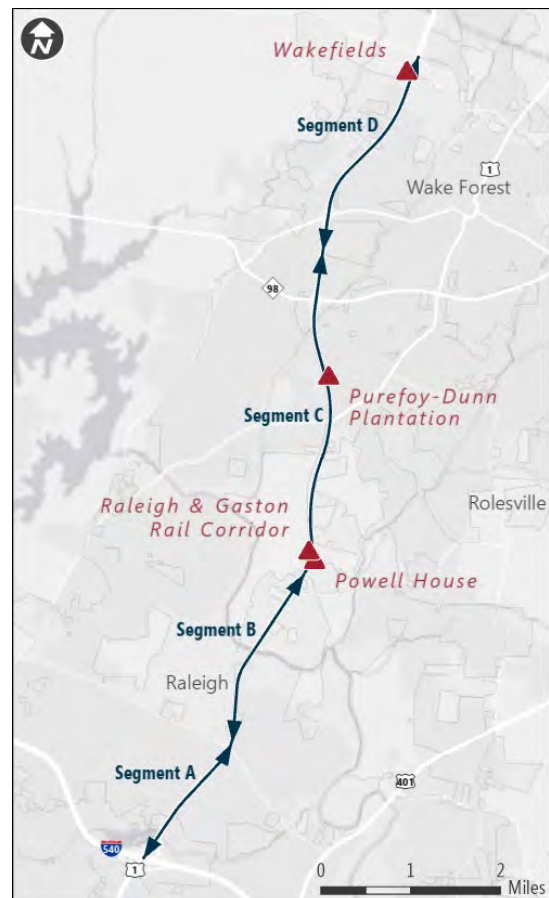 N
Wakefields
Segment D
1
Wake Forest
98
Purefoy-Dunn
Plantation
Segment C
Raleigh & Gaston
Rail Corridor
Rolesville
Powell House
Segment B
Raleigh
Segment A
401
540
1
0 1 2
Miles